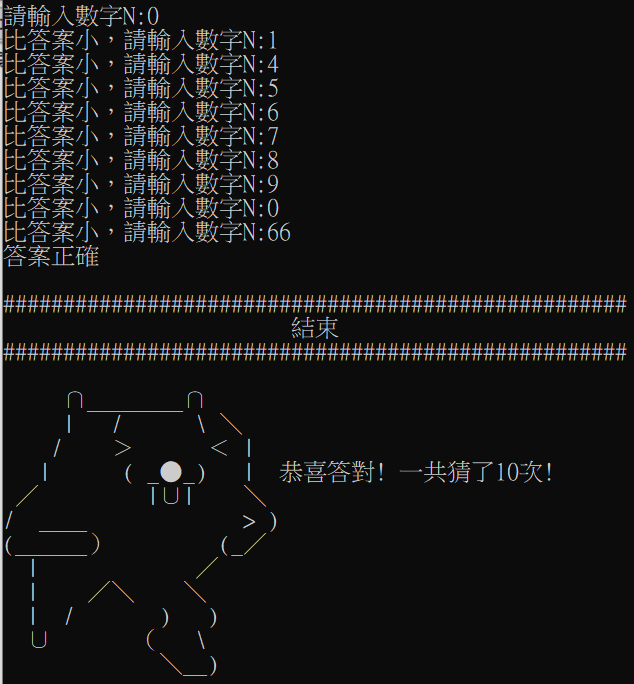 請輸入數字N:0
比答案小，請輸入數字N:1
比答案小，請輸入數字N:4
比答案小，請輸入數字N:5
比答案小，請輸入數字N:6
比答案小，請輸入數字N:7
比答案小，請輸入數字N:8
比答案小，請輸入數字N:9
比答案小，請輸入數字N:0
比答案小，請輸入數字N:66
答案正確
####################################################
結束
####################################################
恭喜答對! 一共猜了10次!